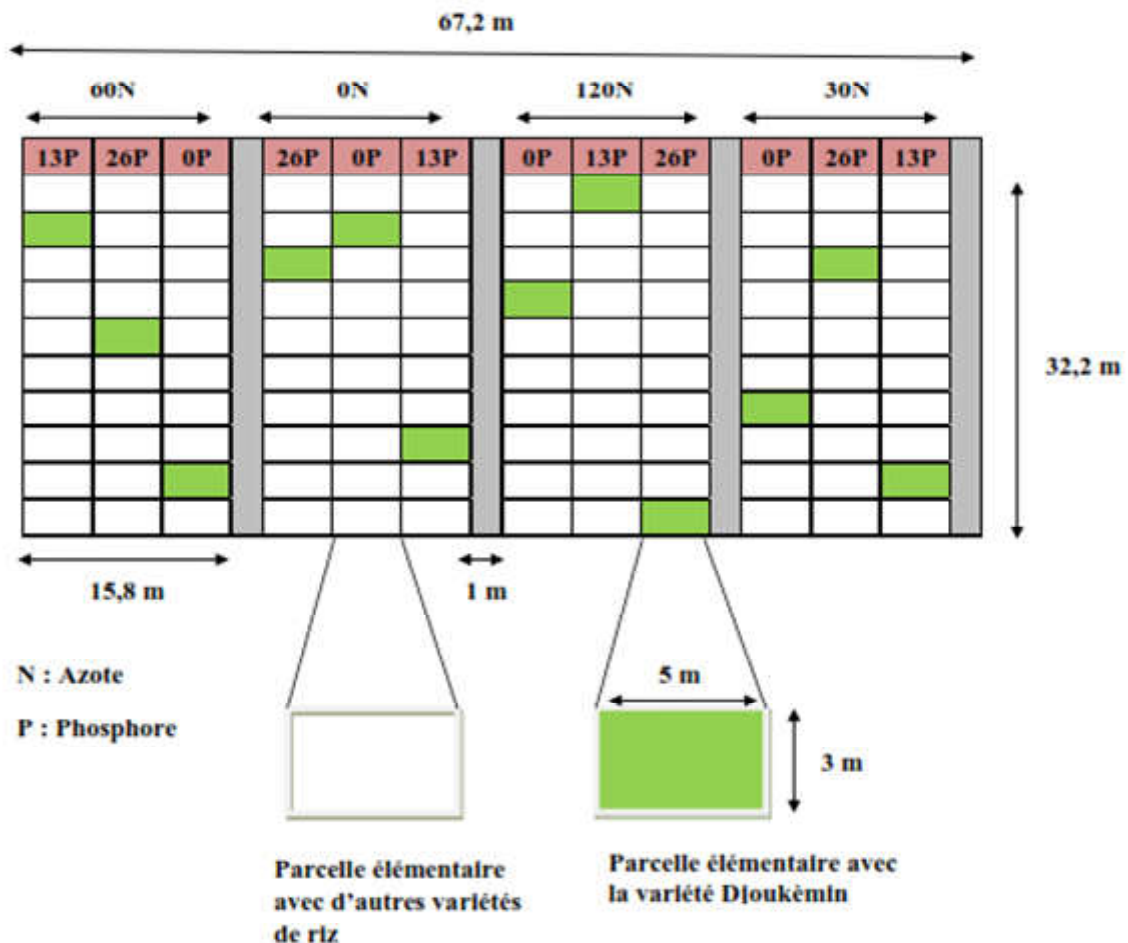 67,2 m
60N 0N 120N 30N
13P 26P 0P 26P 0P 13P 0P 13P 26P 0P 26P 13P
32,2 m
15,8 m 1 m
N : Azote
P : Phosphore
5 m
3 m
Parcelle élémentaire
avec d’autres variétés
de riz
Parcelle élémentaire avec
la variété Djoukèmin